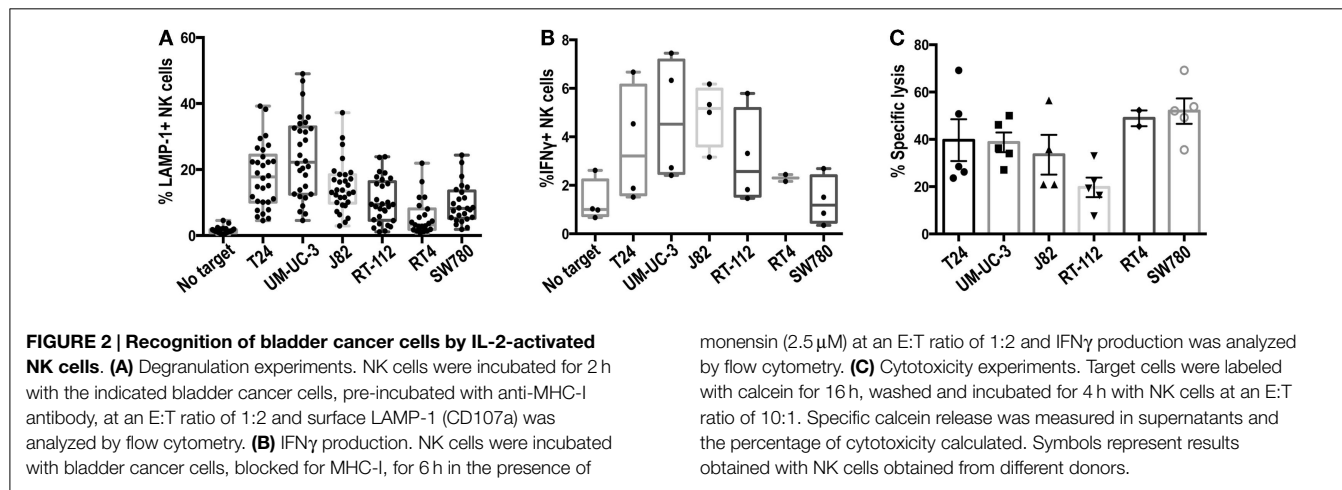 A
% LAMP-1+ NK cells
60
40
20
0
No target
T24
UM-UC-3
J82
RT-112
RT4
SW780
B
%IFNγ+ NK cells
8
6
4
2
0
No target
T24
UM-UC-3
J82
RT-112
RT4
SW780
C
% Specific lysis
80
60
40
20
0
T24
UM-UC-3
J82
RT-112
RT4
SW780
FIGURE 2 | Recognition of bladder cancer cells by IL-2-activated
NK cells. (A) Degranulation experiments. NK cells were incubated for 2 h
with the indicated bladder cancer cells, pre-incubated with anti-MHC-I
antibody, at an E:T ratio of 1:2 and surface LAMP-1 (CD107a) was
analyzed by flow cytometry. (B) IFNγ production. NK cells were incubated
with bladder cancer cells, blocked for MHC-I, for 6 h in the presence of
monensin (2.5 μM) at an E:T ratio of 1:2 and IFNγ production was analyzed
by flow cytometry. (C) Cytotoxicity experiments. Target cells were labeled
with calcein for 16 h, washed and incubated for 4 h with NK cells at an E:T
ratio of 10:1. Specific calcein release was measured in supernatants and
the percentage of cytotoxicity calculated. Symbols represent results
obtained with NK cells obtained from different donors.